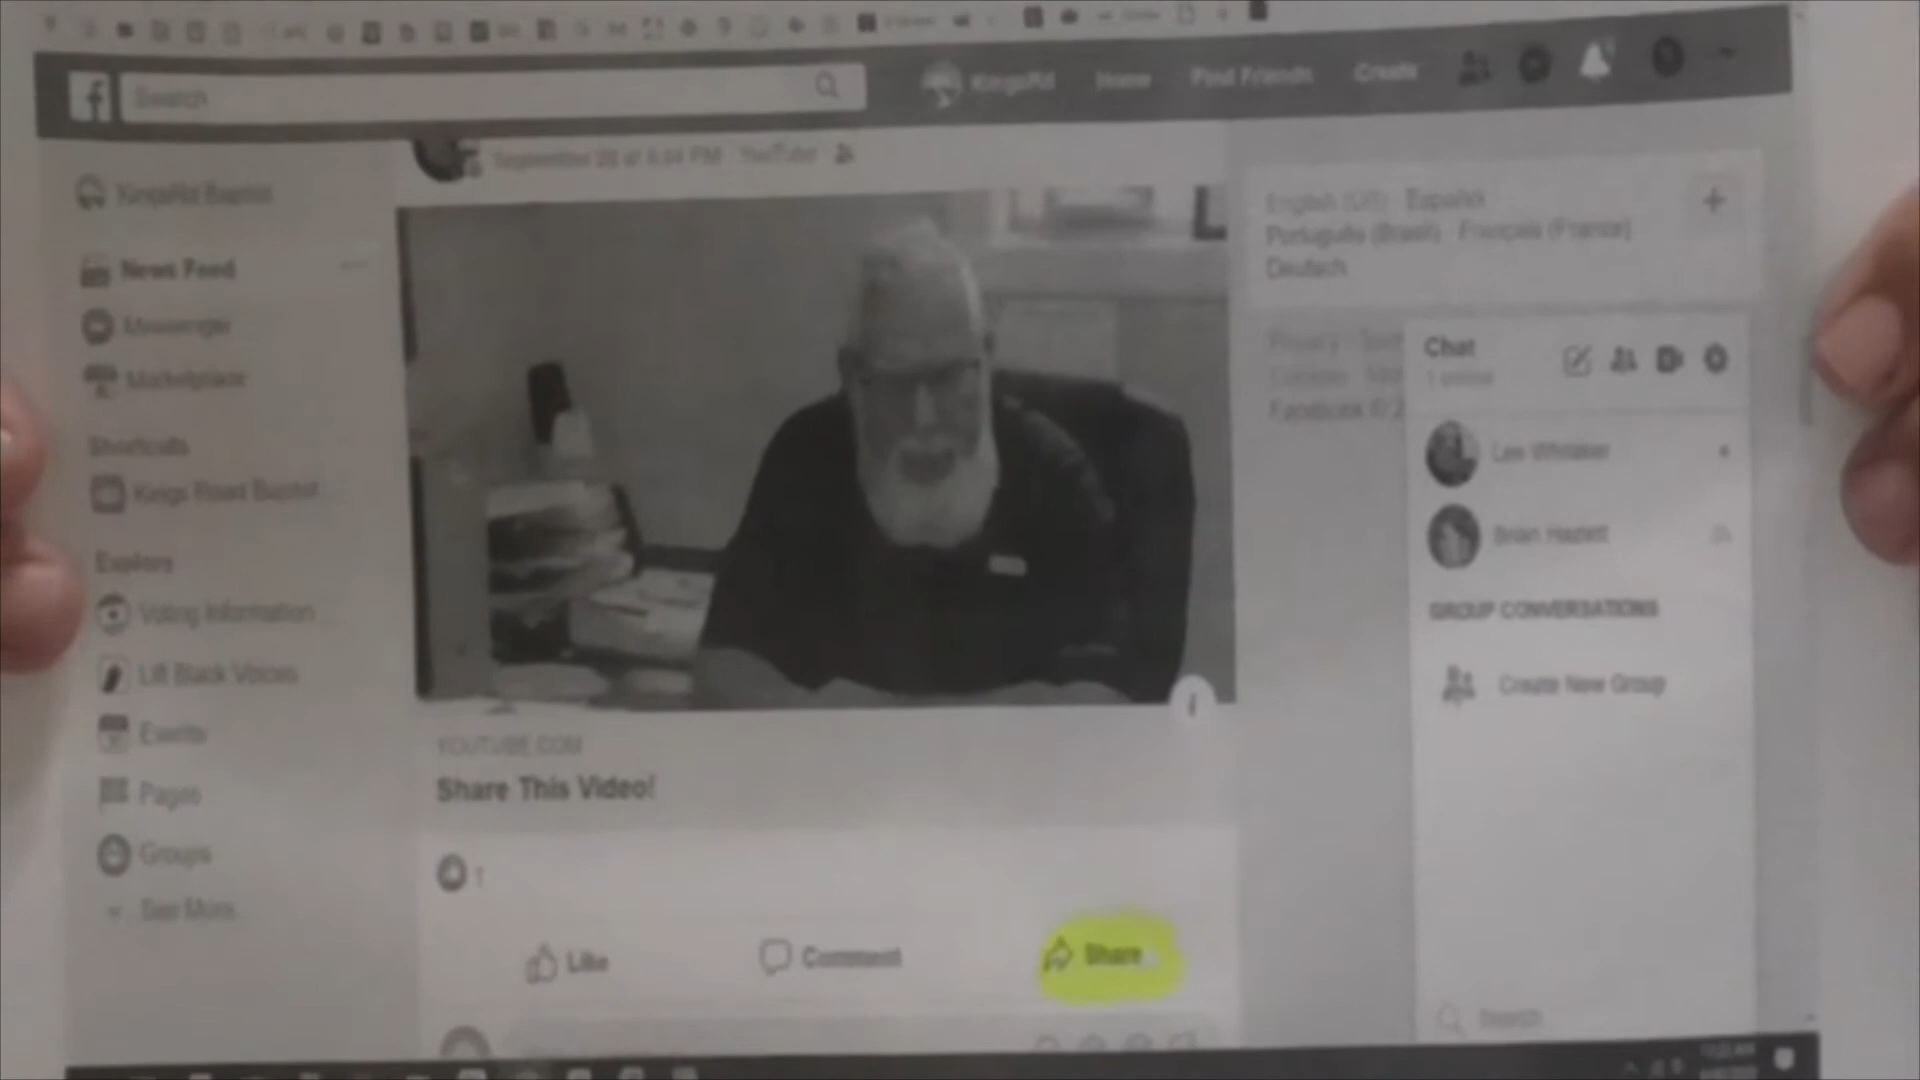 f
Search
KingsRd Home Find Friends Create
September 28 at PM YouTube
KingsRd Baptist
News Feed
Messenger
Marketplace
Shortcuts
Kings Road Baptist
Explore
Voting Information
Lift Black Voices
Events
Pages
Groups
See More
YOUTUBE.COM
Share This Video!
1
Like Comment Share
English (US) Español
Português (Brasil) Français (France)
Deutsch
Privacy
Facebook
Chat
1 online
Lee Whitaker
Brian Hazlett
GROUP CONVERSATIONS
Create New Group
Search